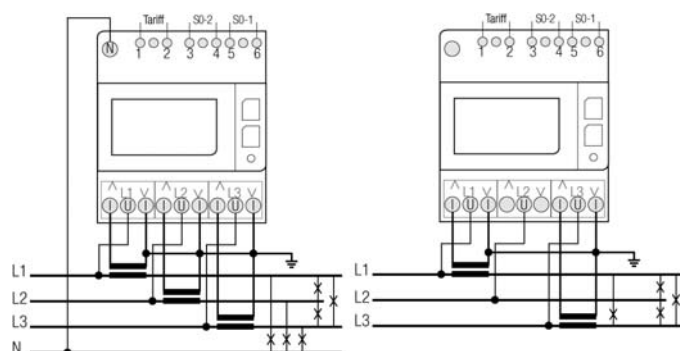 Tariff S0-2 S0-1
N 1 2 3 4 5 6
L1 L2 L3
I U I I U I I U I
L1
L2
L3
N
Tariff S0-2 S0-1
1 2 3 4 5 6
L1 L2 L3
I U I U I U I
L1
L2
L3